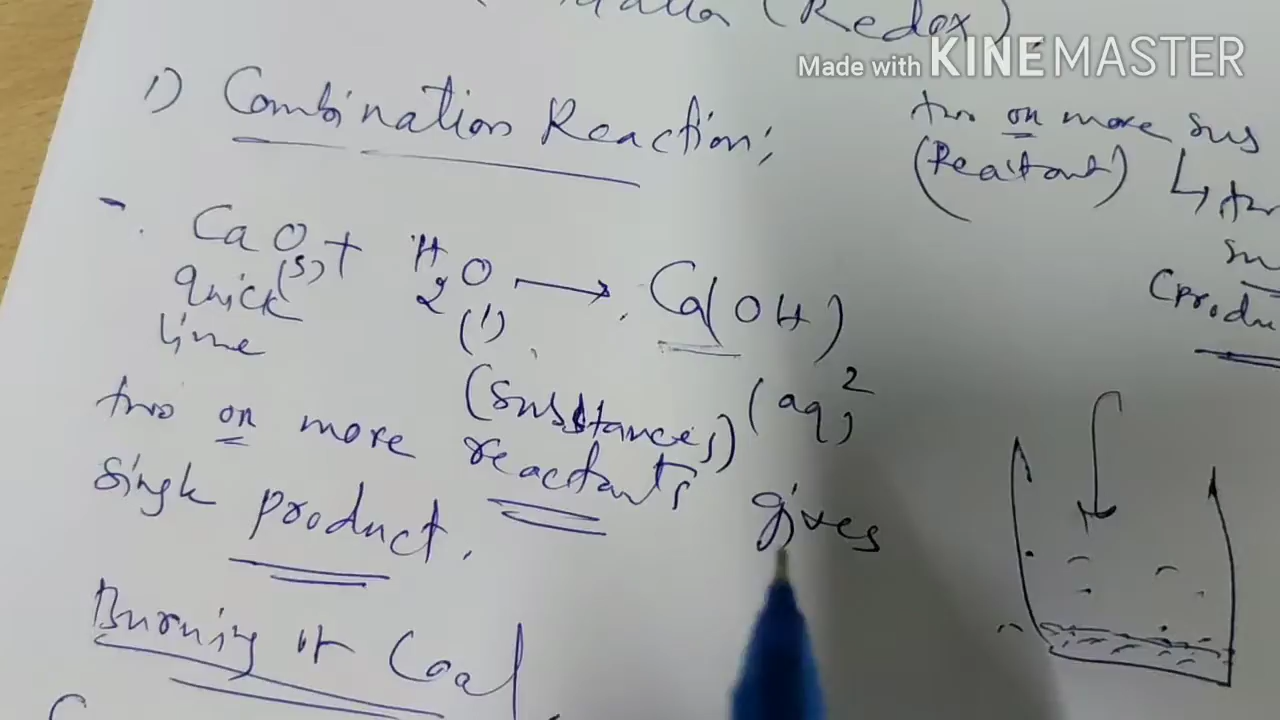 (Redox).
Made with KINEMASTER
1) Combination Reaction;
two or more sus
(Reactant)
CaO(s) + H2O(l) → Ca(OH)2 (aq)
quick
lime
(produ
two or more reactants (substances) gives
single product.
Burning of Coal